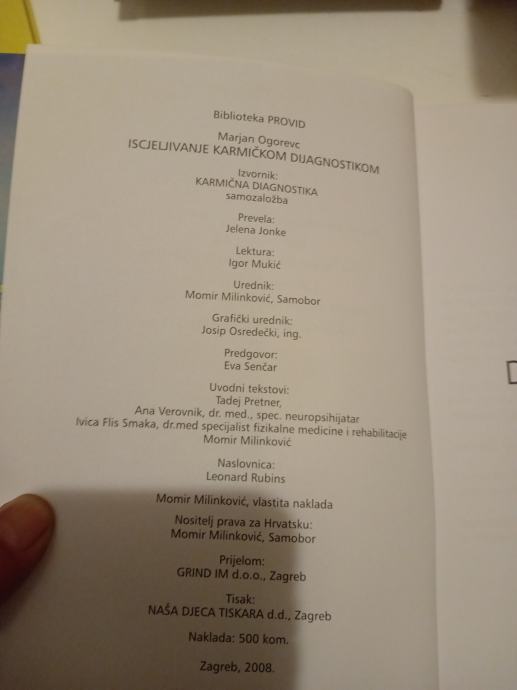 Biblioteka PROVID
Marjan Ogorevc
ISCJELJIVANJE KARMIČKOM DIJAGNOSTIKOM
Izvornik:
KARMIČNA DIAGNOSTIKA
samozaložba
Prevela:
Jelena Jonke
Lektura:
Igor Mukić
Urednik:
Momir Milinković, Samobor
Grafički urednik:
Josip Osredečki, ing.
Predgovor:
Eva Senčar
Uvodni tekstovi:
Tadej Pretner,
Ana Verovnik, dr. med., spec. neuropsihijatar
Ivica Flis Smaka, dr.med specijalist fizikalne medicine i rehabilitacije
Momir Milinković
Naslovnica:
Leonard Rubins
Momir Milinković, vlastita naklada
Nositelj prava za Hrvatsku:
Momir Milinković, Samobor
Prijelom:
GRIND IM d.o.o., Zagreb
Tisak:
NAŠA DJECA TISKARA d.d., Zagreb
Naklada: 500 kom.
Zagreb, 2008.